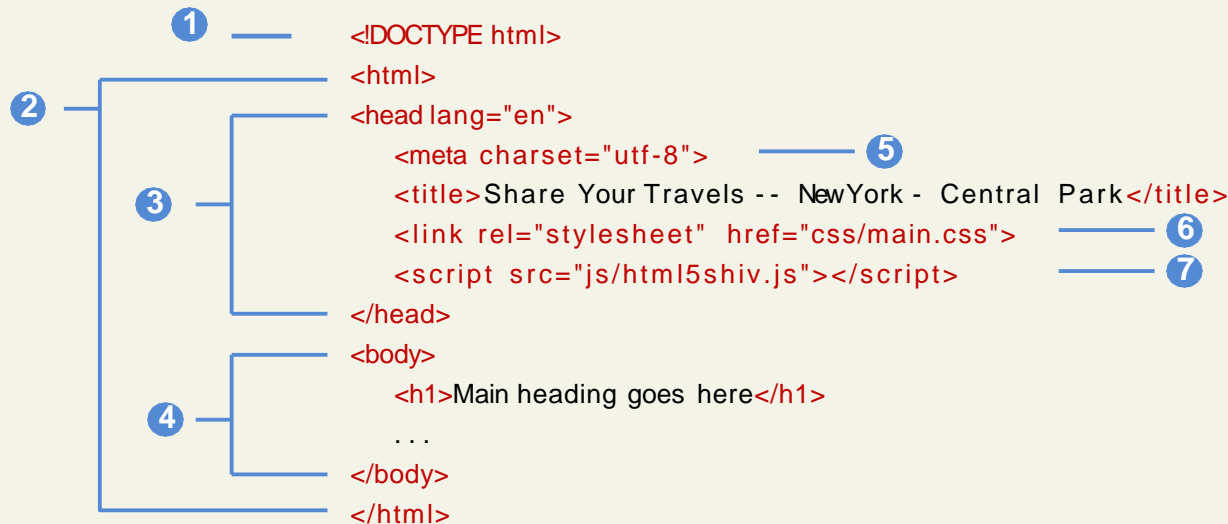 1 <!DOCTYPE html>
<html>
2 <head lang="en">
<meta charset="utf-8"> 5
3 <title>Share Your Travels -- NewYork - Central Park</title>
<link rel="stylesheet" href="css/main.css"> 6
<script src="js/html5shiv.js"></script> 7
</head>
<body>
4 <h1>Main heading goes here</h1>
. . .
</body>
</html>